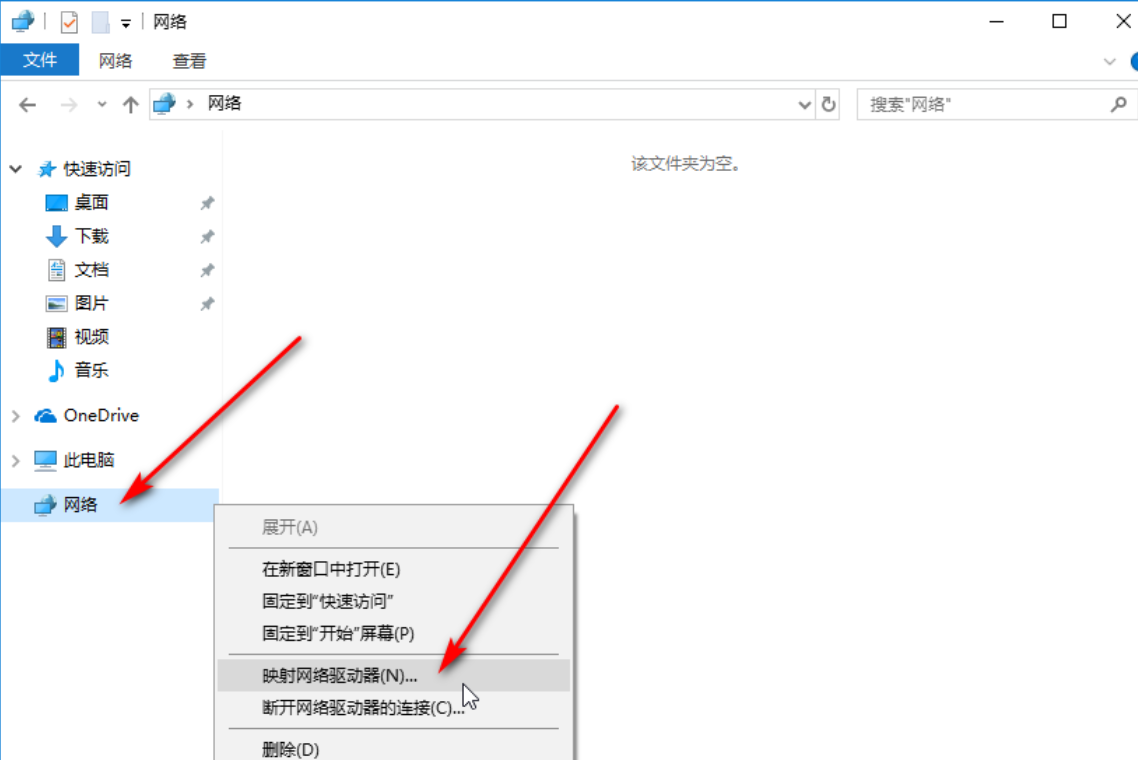 网络
文件 网络 查看
网络 搜索"网络"
该文件夹为空。
快速访问
桌面
下载
文档
图片
视频
音乐
OneDrive
此电脑
网络
展开(A)
在新窗口中打开(E)
固定到"快速访问"
固定到"开始"屏幕(P)
映射网络驱动器(N)...
断开网络驱动器的连接(C)...
删除(D)